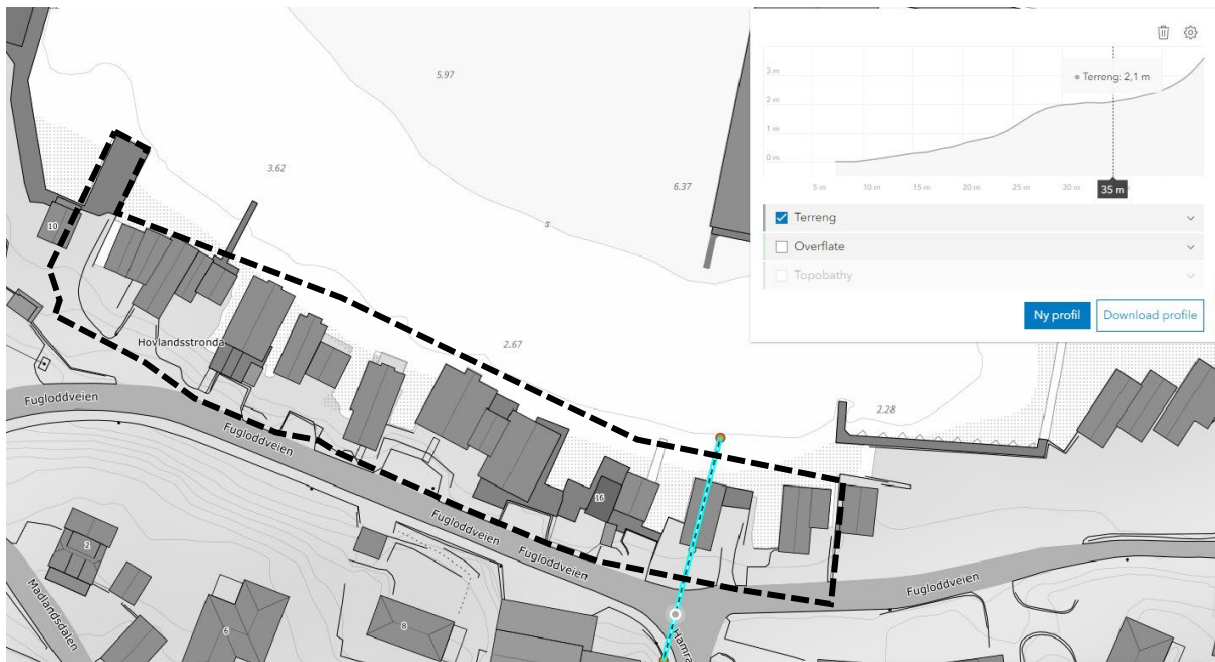 5.97
3.62
6.37
5
2.67
2.28
10
Hovlandsstronda
Fugloddveien
Fugloddveien
Fugloddveien
Fugloddveien
Fugloddveien
16
2
6
8
Madlandsdalen
Hamra
3 m
2 m
1 m
0 m
Terreng: 2,1 m
5 m
10 m
15 m
20 m
25 m
30 m
35 m
Terreng
Overflate
Topobathy
Ny profil
Download profile